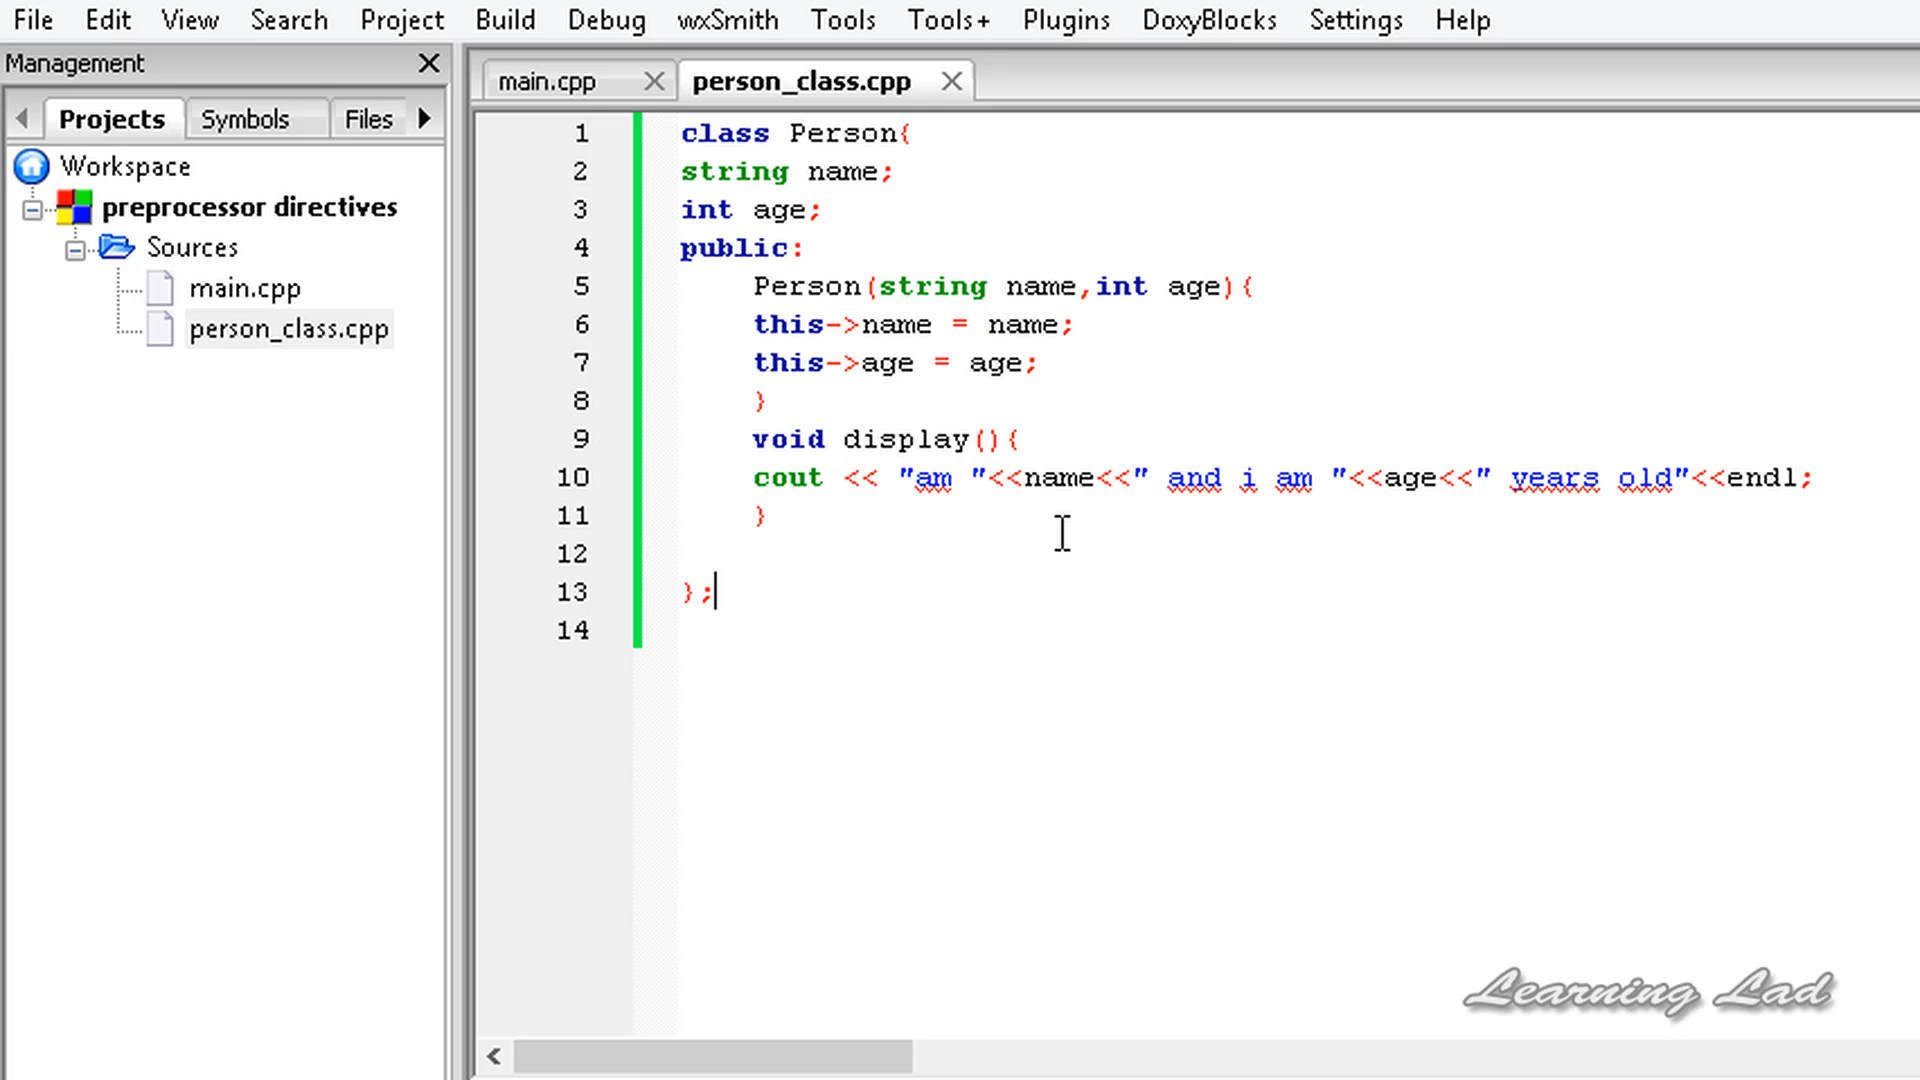 File Edit View Search Project Build Debug wxSmith Tools Tools+ Plugins DoxyBlocks Settings Help
Management
main.cpp person_class.cpp
Projects Symbols Files
Workspace
preprocessor directives
Sources
main.cpp
person_class.cpp
1 class Person{
2 string name;
3 int age;
4 public:
5 Person(string name,int age){
6 this->name = name;
7 this->age = age;
8 }
9 void display(){
10 cout << "am "<<name<<" and i am "<<age<<" years old"<<endl;
11 }
12
13 };
14
Learning Lad